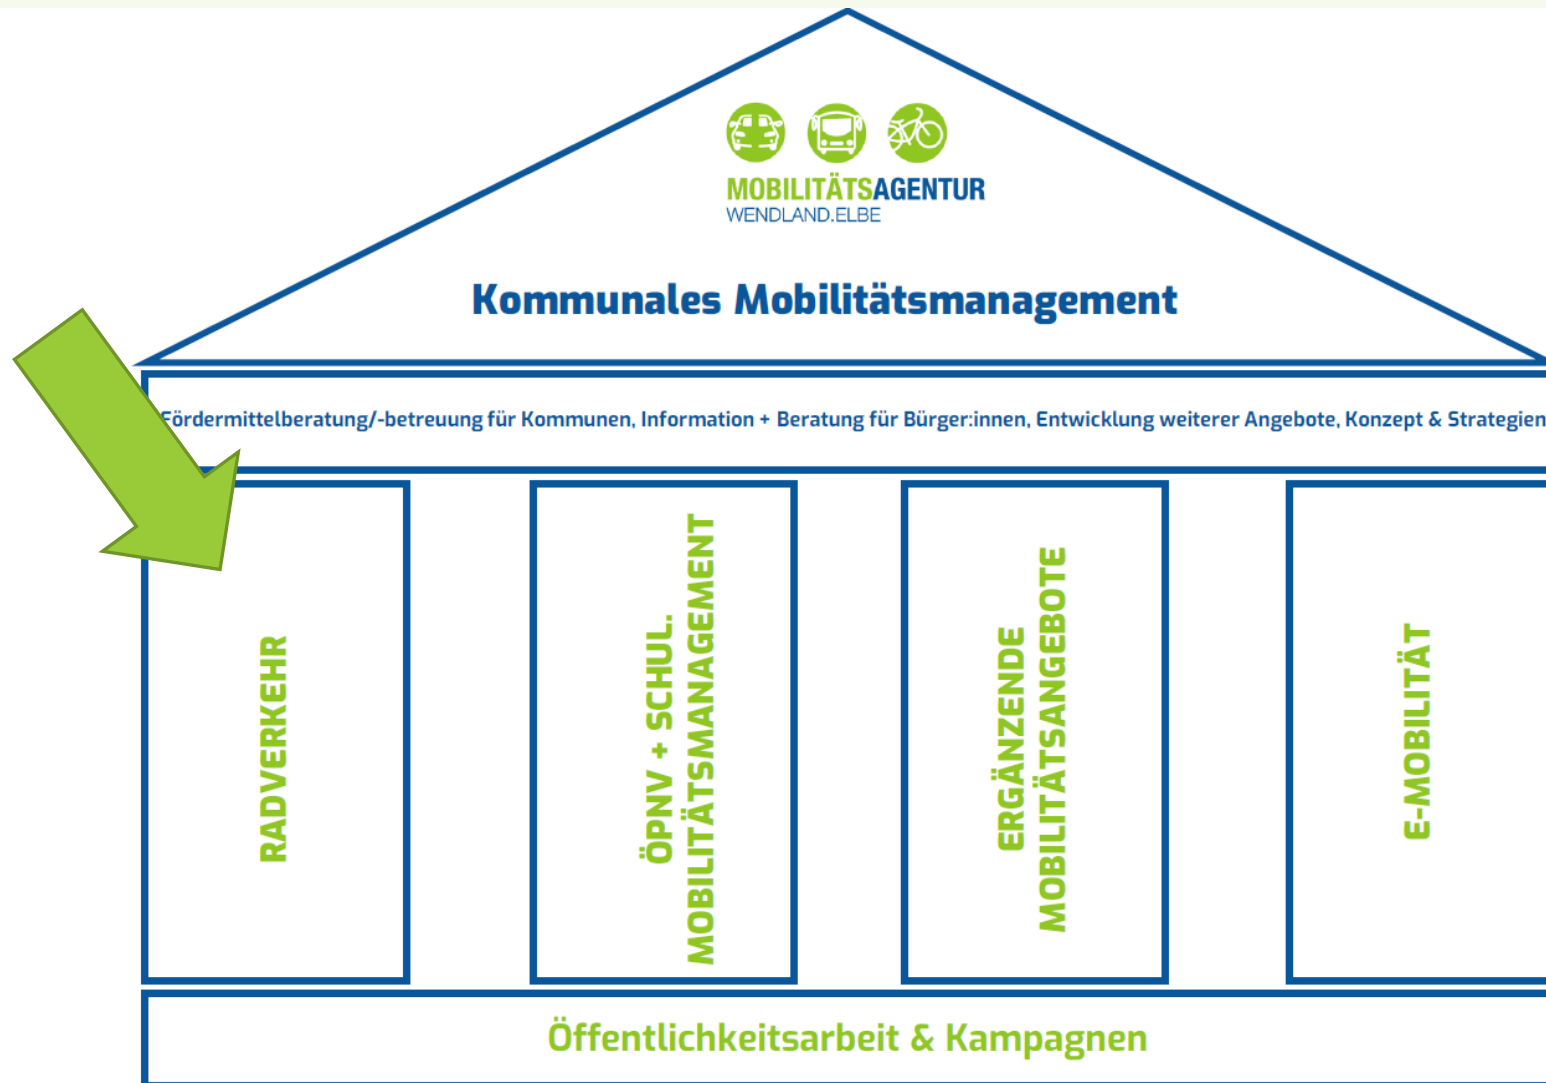 MOBILITÄTSAGENTUR
WENDLAND.ELBE
Kommunales Mobilitätsmanagement
Fördermittelberatung/-betreuung für Kommunen, Information + Beratung für Bürger:innen, Entwicklung weiterer Angebote, Konzept & Strategien
RADVERKEHR
ÖPNV + SCHUL.
MOBILITÄTSMANAGEMENT
ERGÄNZENDE
MOBILITÄTSANGEBOTE
E-MOBILITÄT
Öffentlichkeitsarbeit & Kampagnen